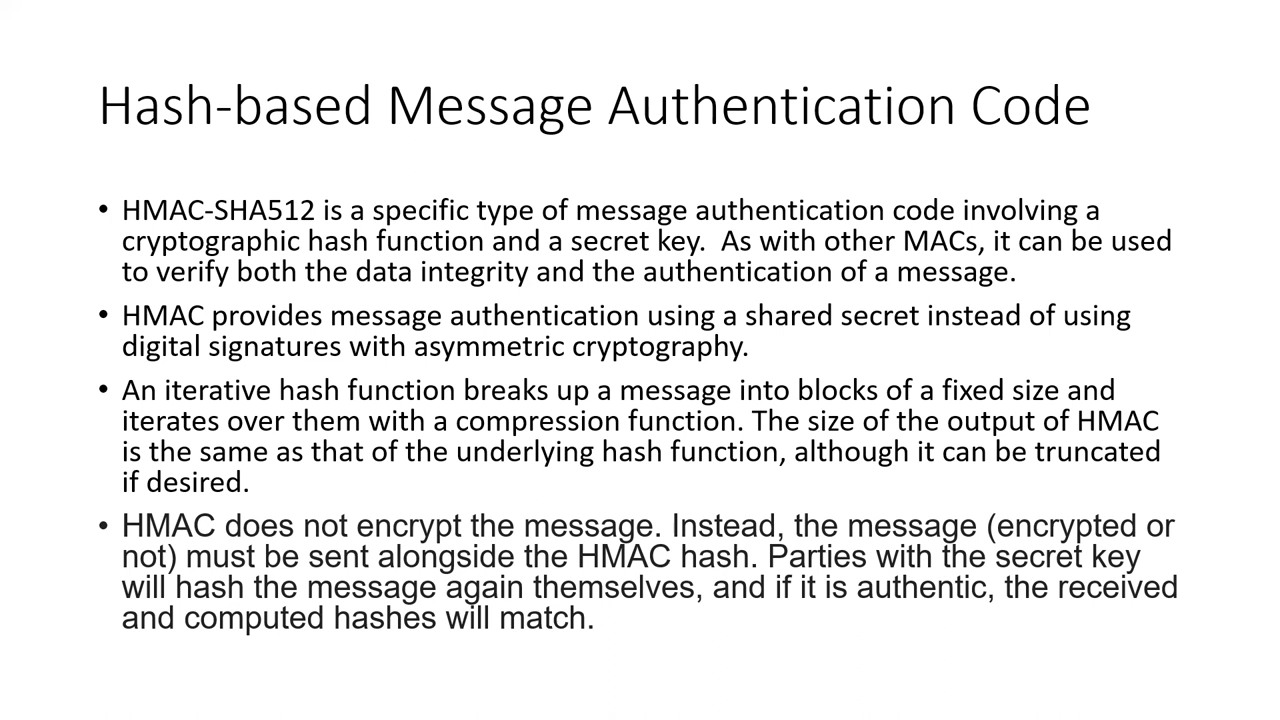 Hash-based Message Authentication Code
• HMAC-SHA512 is a specific type of message authentication code involving a
cryptographic hash function and a secret key.  As with other MACs, it can be used
to verify both the data integrity and the authentication of a message.
• HMAC provides message authentication using a shared secret instead of using
digital signatures with asymmetric cryptography.
• An iterative hash function breaks up a message into blocks of a fixed size and
iterates over them with a compression function. The size of the output of HMAC
is the same as that of the underlying hash function, although it can be truncated
if desired.
• HMAC does not encrypt the message. Instead, the message (encrypted or
not) must be sent alongside the HMAC hash. Parties with the secret key
will hash the message again themselves, and if it is authentic, the received
and computed hashes will match.